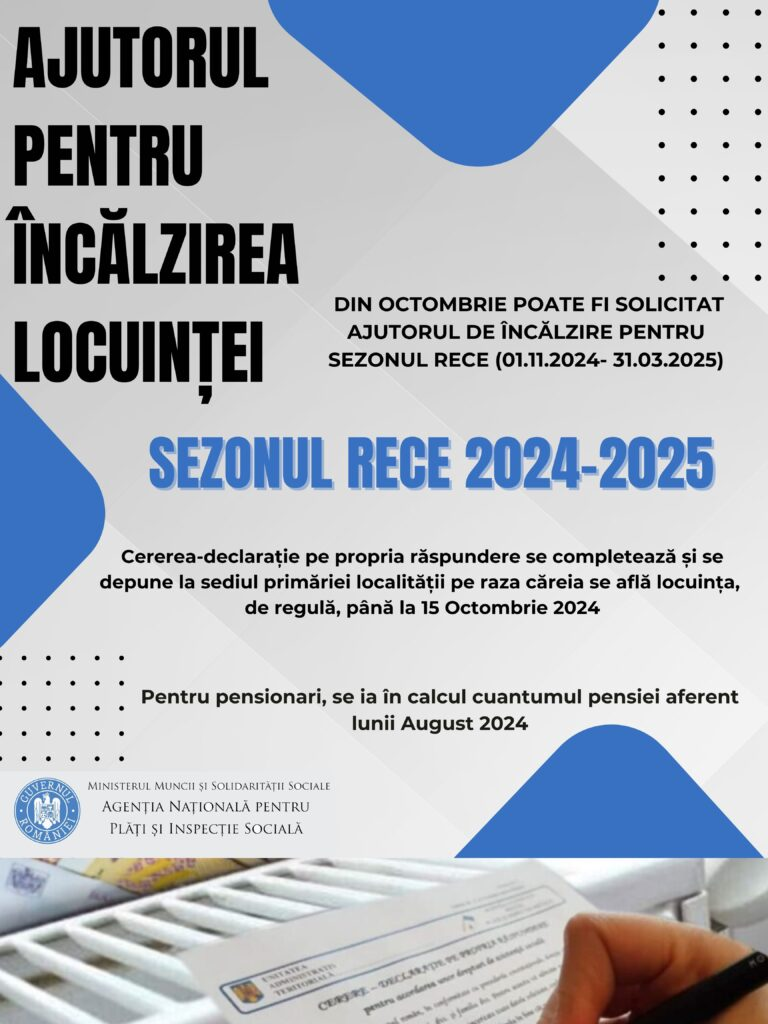 AJUTORUL
PENTRU
ÎNCĂLZIREA
LOCUINȚEI
DIN OCTOMBRIE POATE FI SOLICITAT
AJUTORUL DE ÎNCĂLZIRE PENTRU
SEZONUL RECE (01.11.2024- 31.03.2025)
SEZONUL RECE 2024-2025
Cererea-declarație pe propria răspundere se completează și se
depune la sediul primăriei localității pe raza căreia se află locuința,
de regulă, până la 15 Octombrie 2024
Pentru pensionari, se ia în calcul cuantumul pensiei aferent
lunii August 2024
GUVERNUL ROMÂNIEI
Ministerul Muncii și Solidarității Sociale
Agenția Națională pentru
Plăți și Inspecție Socială
UNITATEA
ADMINISTRATIV
TERITORIALĂ
CERERE – DECLARAȚIE PE PROPRIA RĂSPUNDERE
pentru acordarea unor drepturi de asistență socială